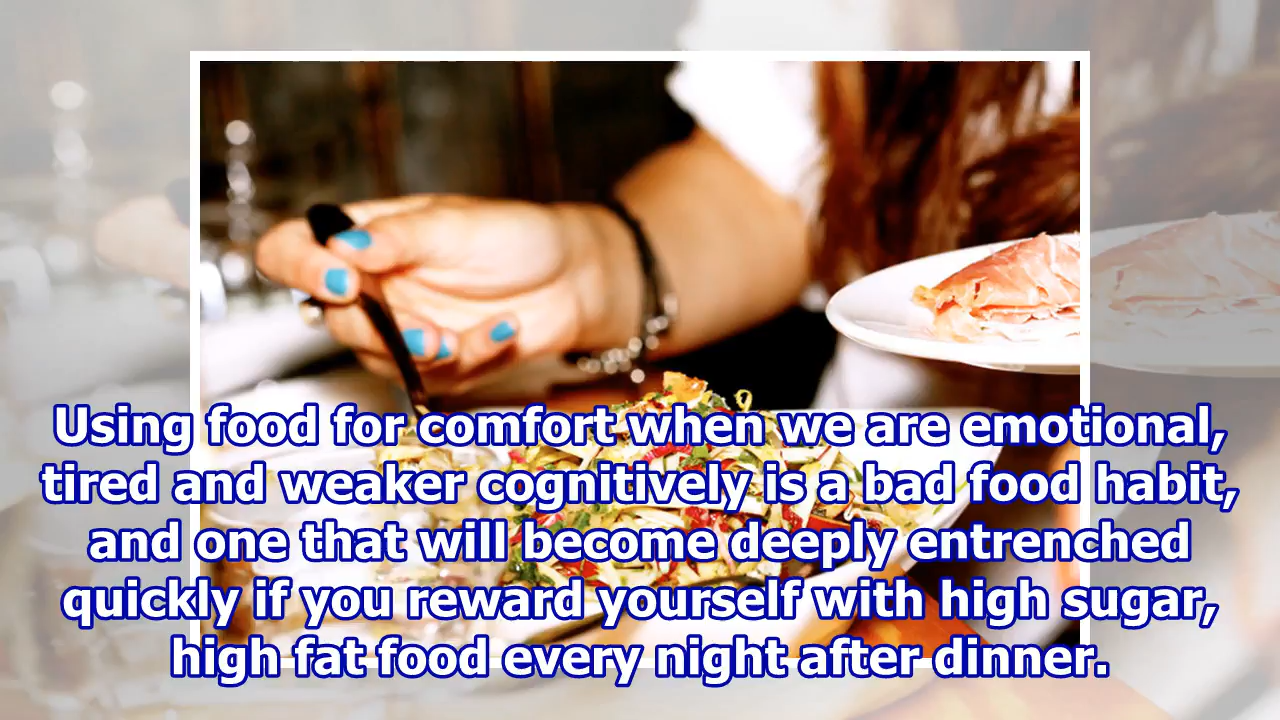 Using food for comfort when we are emotional,
tired and weaker cognitively is a bad food habit,
and one that will become deeply entrenched
quickly if you reward yourself with high sugar,
high fat food every night after dinner.